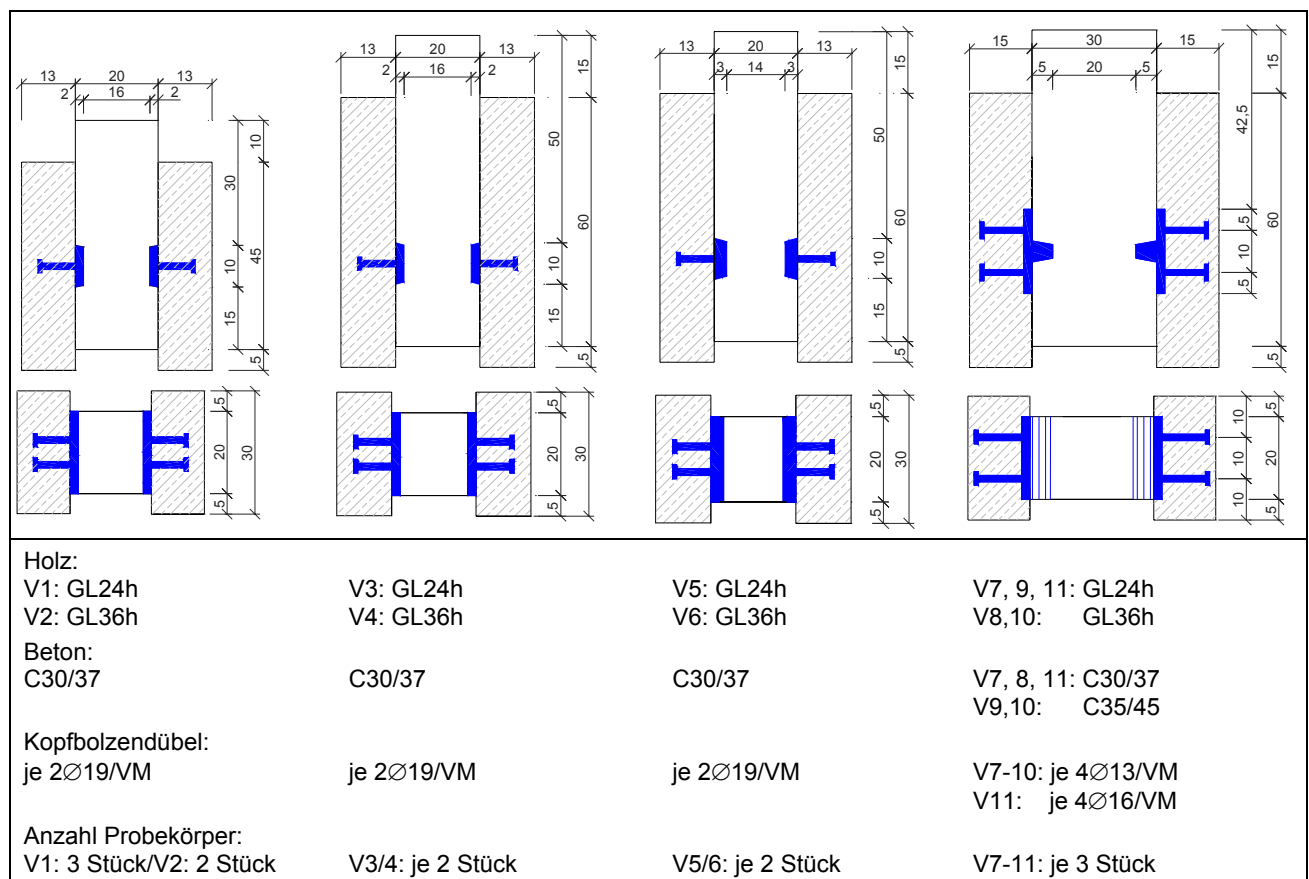 13 20 13
2 16 2
10
30
45
10
15
5
5
20
30
5
13 20 13
2 16 2
15
50
60
10
15
5
5
20
30
5
13 20 13
3 14 3
15
50
60
10
15
5
5
20
30
5
15 30 15
5 20 5
15
42,5
60
5
10
5
5
10
10
10
5
20
5
Holz:
V1: GL24h V3: GL24h V5: GL24h V7, 9, 11: GL24h
V2: GL36h V4: GL36h V6: GL36h V8,10: GL36h
Beton:
C30/37 C30/37 C30/37 V7, 8, 11: C30/37
V9,10: C35/45
Kopfbolzendübel:
je 2∅19/VM je 2∅19/VM je 2∅19/VM V7-10: je 4∅13/VM
V11: je 4∅16/VM
Anzahl Probekörper:
V1: 3 Stück/V2: 2 Stück V3/4: je 2 Stück V5/6: je 2 Stück V7-11: je 3 Stück